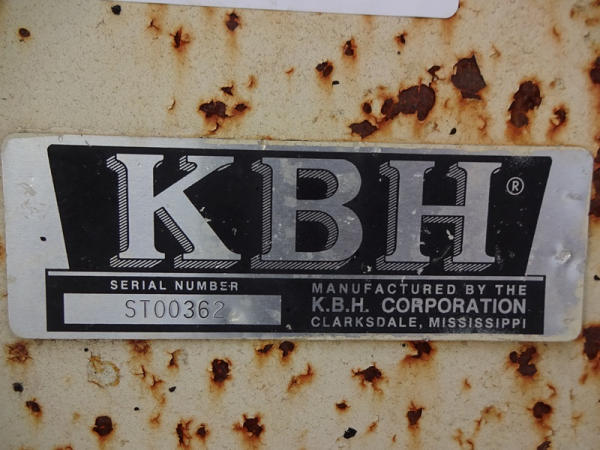 KBH®
SERIAL NUMBER
ST00362
MANUFACTURED BY THE
K.B.H. CORPORATION
CLARKSDALE, MISSISSIPPI